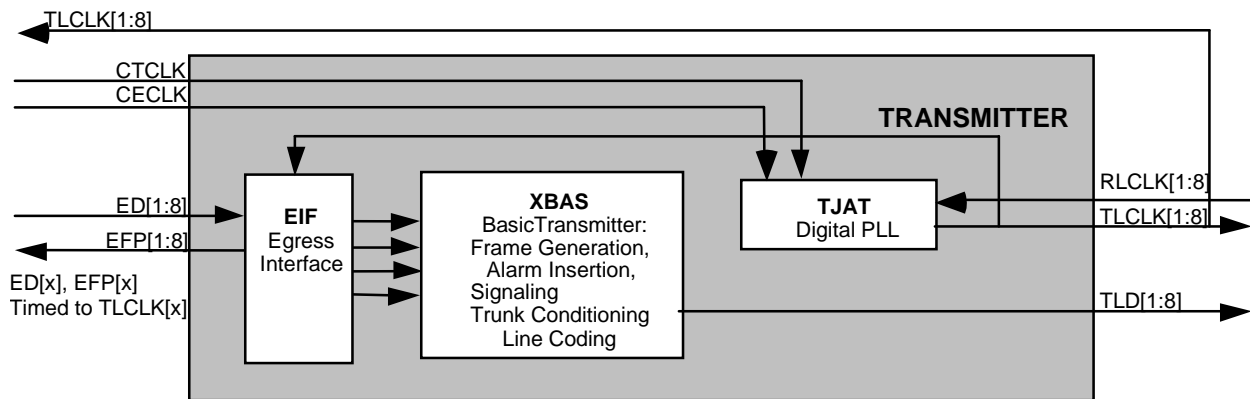 TLCLK[1:8]
CTCLK
CECLK
TRANSMITTER
ED[1:8]
EFP[1:8]
ED[x], EFP[x]
Timed to TLCLK[x]
EIF
Egress
Interface
XBAS
BasicTransmitter:
Frame Generation,
Alarm Insertion,
Signaling
Trunk Conditioning
Line Coding
TJAT
Digital PLL
RLCLK[1:8]
TLCLK[1:8]
TLD[1:8]